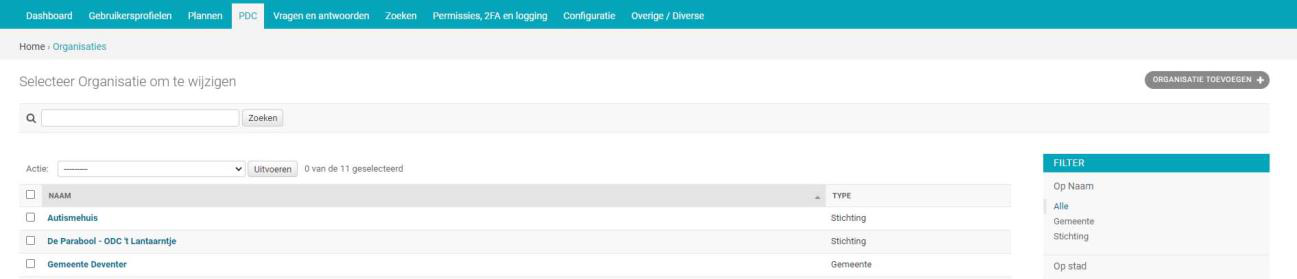 Dashboard Gebruikersprofielen Plannen PDC Vragen en antwoorden Zoeken Permissies, 2FA en logging Configuratie Overige / Diverse
Home › Organisaties
Selecteer Organisatie om te wijzigen
ORGANISATIE TOEVOEGEN +
Zoeken
Actie: --------- Uitvoeren 0 van de 11 geselecteerd
NAAM TYPE
Autismehuis Stichting
De Parabool - ODC 't Lantaarntje Stichting
Gemeente Deventer Gemeente
FILTER
Op Naam
Alle
Gemeente
Stichting
Op stad